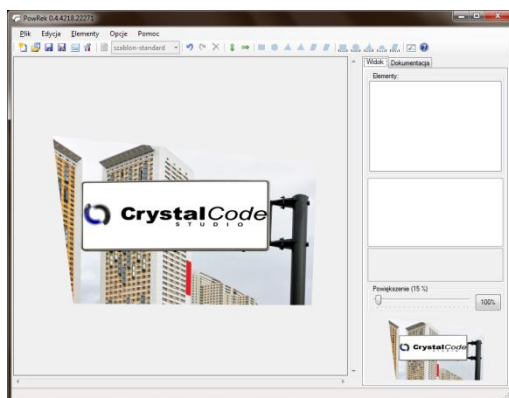 PowRek 0.4.4218.22271
Plik Edycja Elementy Opcje Pomoc
szablon-standard
Widok Dokumentacja
Elementy:
CrystalCode
STUDIO
Powiększenie (15 %)
100%
CrystalCode
STUDIO